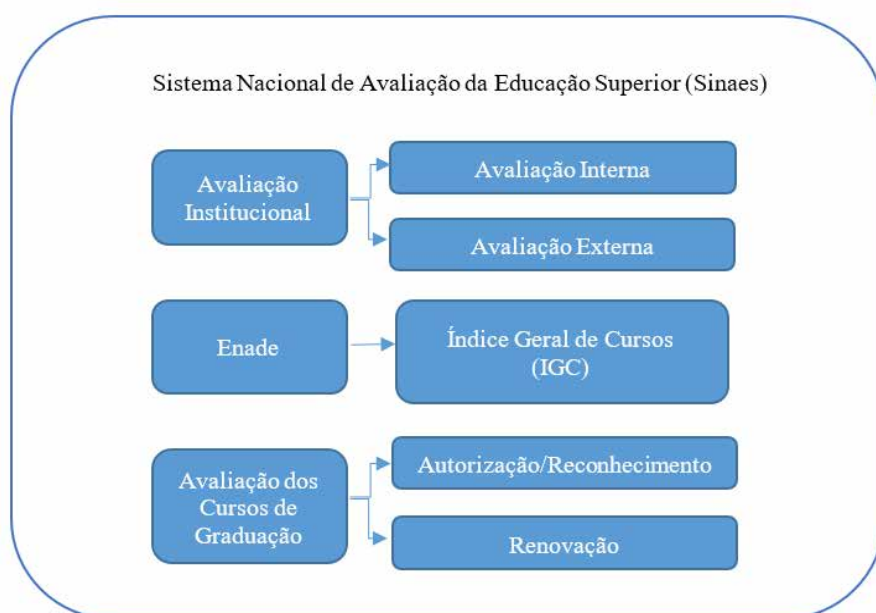 Sistema Nacional de Avaliação da Educação Superior (Sinaes)
Avaliação
Institucional
Avaliação Interna
Avaliação Externa
Enade
Índice Geral de Cursos
(IGC)
Avaliação dos
Cursos de
Graduação
Autorização/Reconhecimento
Renovação